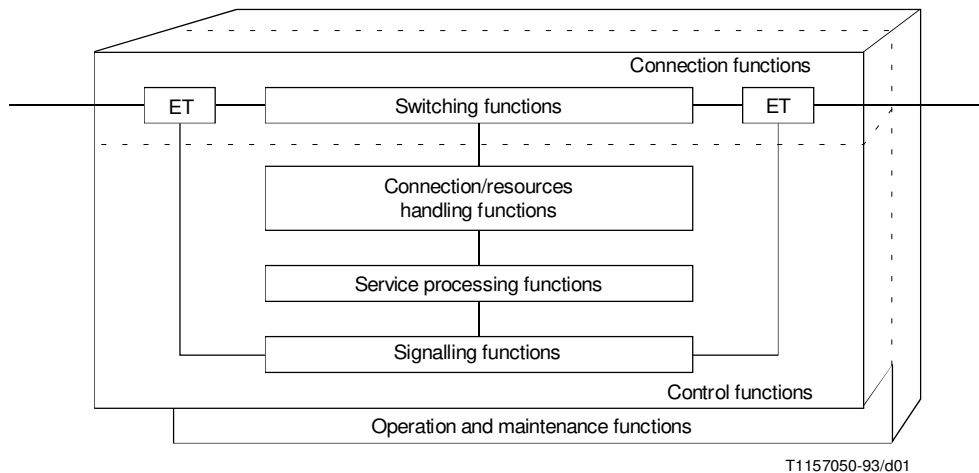 Connection functions
ET
Switching functions
ET
Connection/resources
handling functions
Service processing functions
Signalling functions
Control functions
Operation and maintenance functions
T1157050-93/d01